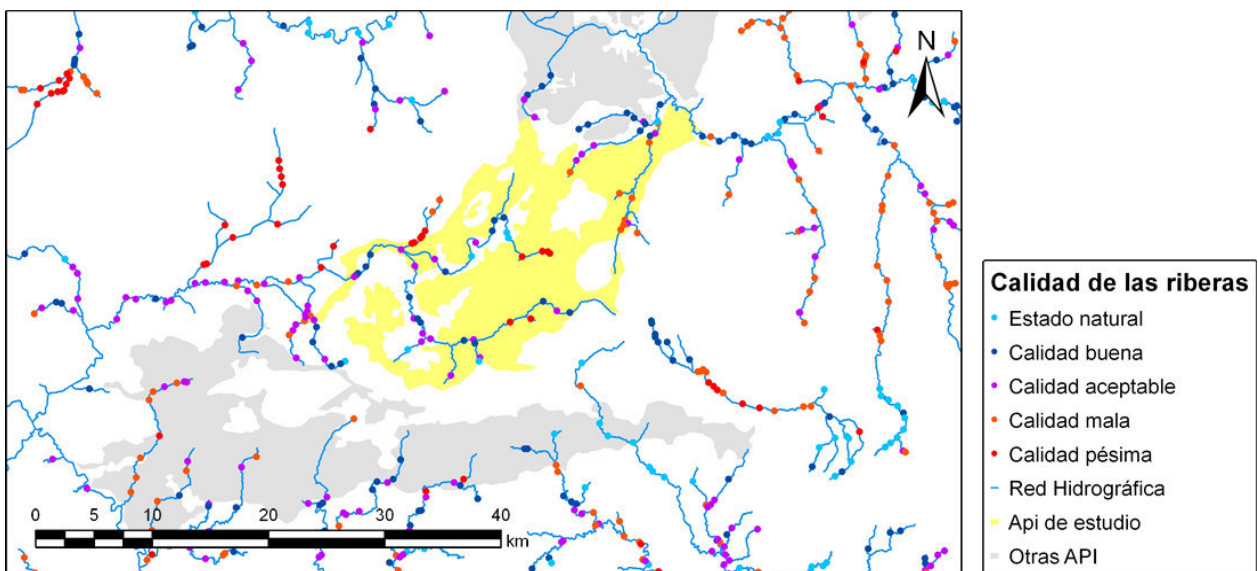 N
0 5 10 20 30 40
km
Calidad de las riberas
Estado natural
Calidad buena
Calidad aceptable
Calidad mala
Calidad pésima
Red Hidrográfica
Api de estudio
Otras API